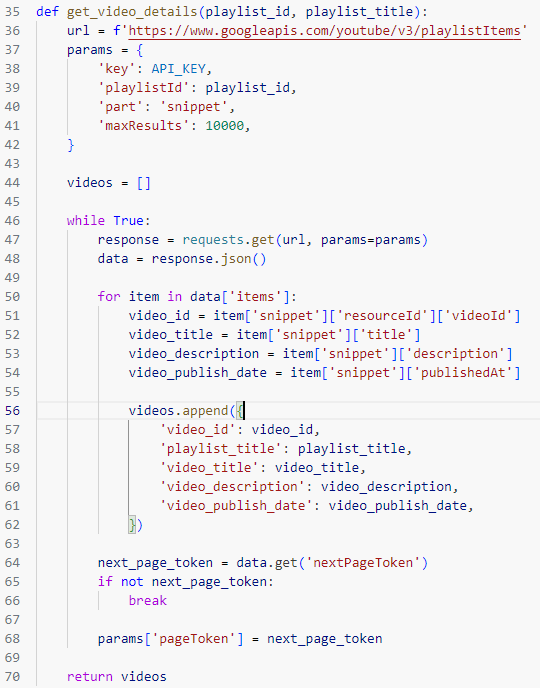 35 def get_video_details(playlist_id, playlist_title):
36     url = f'https://www.googleapis.com/youtube/v3/playlistItems'
37     params = {
38         'key': API_KEY,
39         'playlistId': playlist_id,
40         'part': 'snippet',
41         'maxResults': 10000,
42     }
43
44     videos = []
45
46     while True:
47         response = requests.get(url, params=params)
48         data = response.json()
49
50         for item in data['items']:
51             video_id = item['snippet']['resourceId']['videoId']
52             video_title = item['snippet']['title']
53             video_description = item['snippet']['description']
54             video_publish_date = item['snippet']['publishedAt']
55
56             videos.append({
57                 'video_id': video_id,
58                 'playlist_title': playlist_title,
59                 'video_title': video_title,
60                 'video_description': video_description,
61                 'video_publish_date': video_publish_date,
62             })
63
64         next_page_token = data.get('nextPageToken')
65         if not next_page_token:
66             break
67
68         params['pageToken'] = next_page_token
69
70     return videos